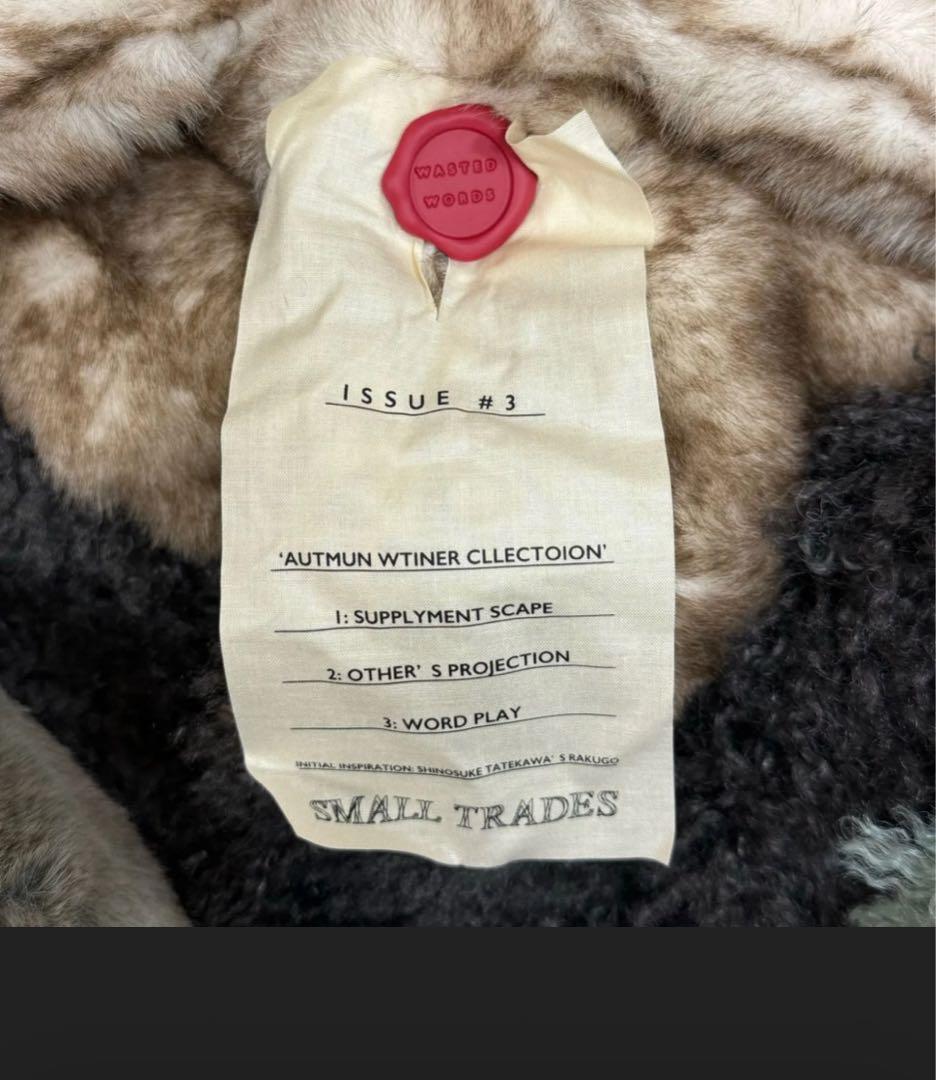 WASTED
WORDS
ISSUE #3
'AUTMUN WTINER CLLECTOION'
1: SUPPLYMENT SCAPE
2: OTHER' S PROJECTION
3: WORD PLAY
INITIAL INSPIRATION: SHINOSUKE TATEKAWA' S RAKUGO
SMALL TRADES